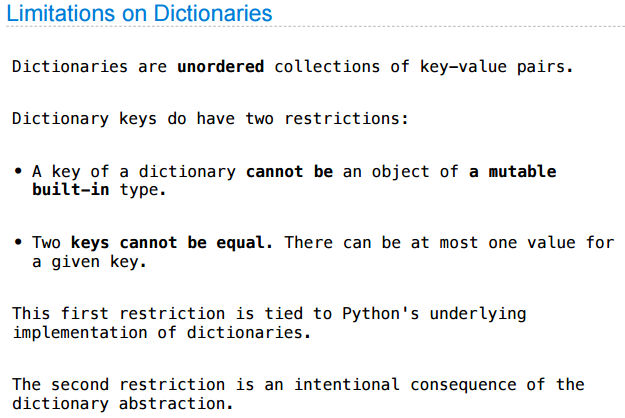 Limitations on Dictionaries
Dictionaries are unordered collections of key-value pairs.
Dictionary keys do have two restrictions:
• A key of a dictionary cannot be an object of a mutable
built-in type.
• Two keys cannot be equal. There can be at most one value for
a given key.
This first restriction is tied to Python's underlying
implementation of dictionaries.
The second restriction is an intentional consequence of the
dictionary abstraction.